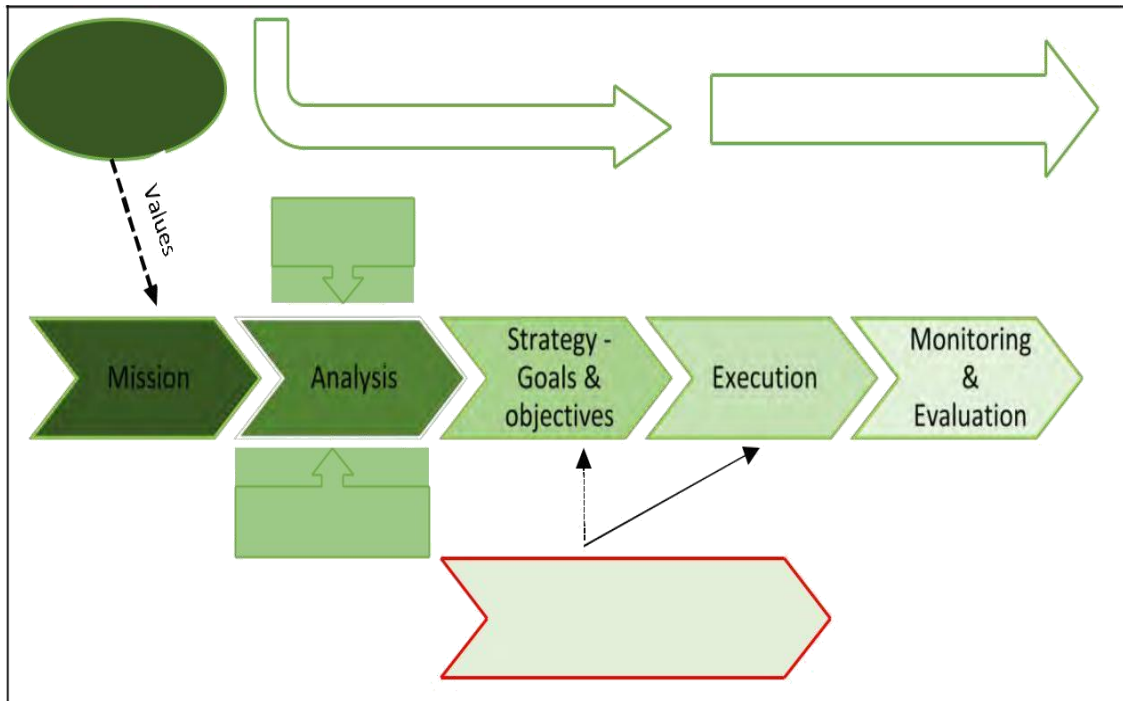 Values
Mission
Analysis
Strategy -
Goals &
objectives
Execution
Monitoring
&
Evaluation